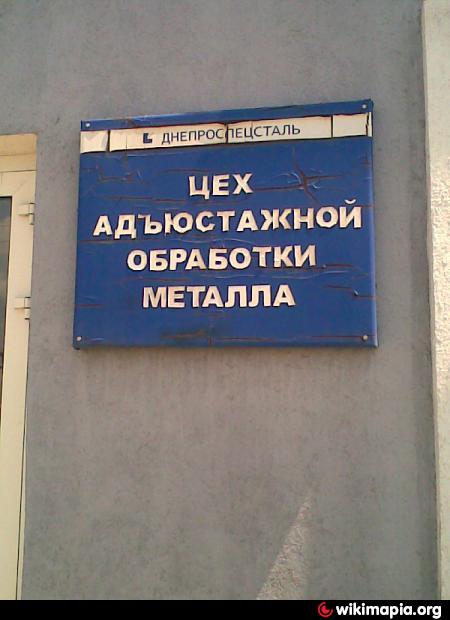 ДНЕПРОСПЕЦСТАЛЬ
ЦЕХ
АДЪЮСТАЖНОЙ
ОБРАБОТКИ
МЕТАЛЛА
wikimapia.org